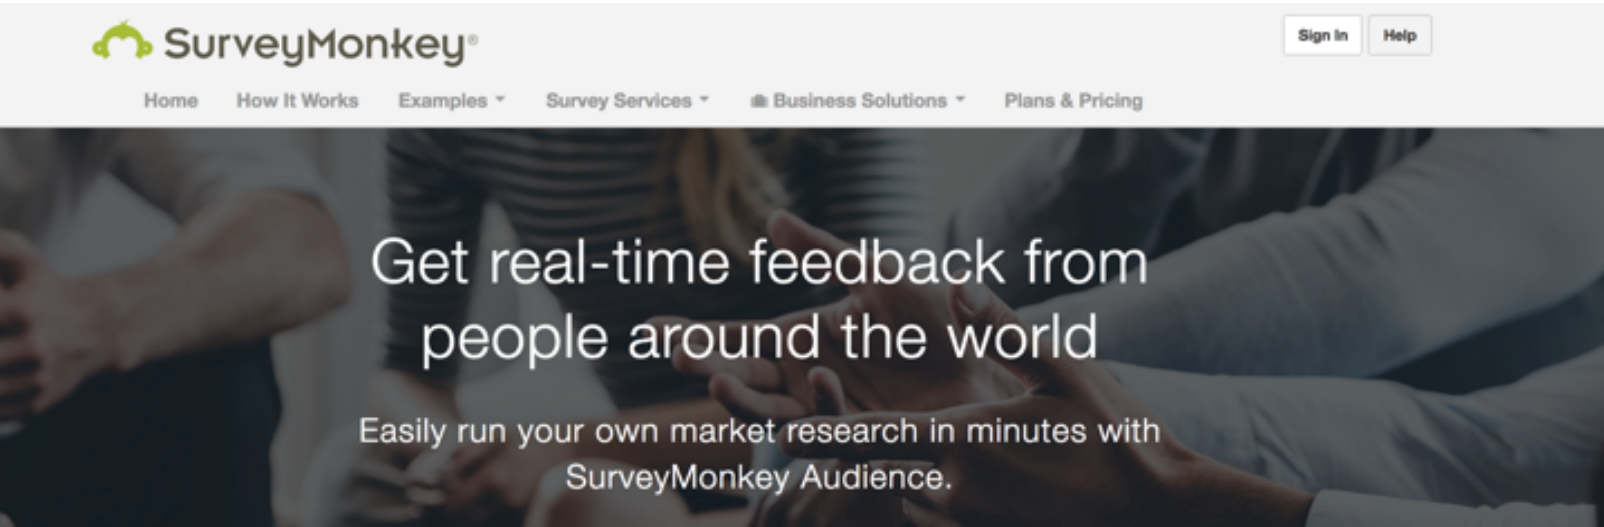 SurveyMonkey®
Sign In
Help
Home
How It Works
Examples
Survey Services
Business Solutions
Plans & Pricing
Get real-time feedback from
people around the world
Easily run your own market research in minutes with
SurveyMonkey Audience.